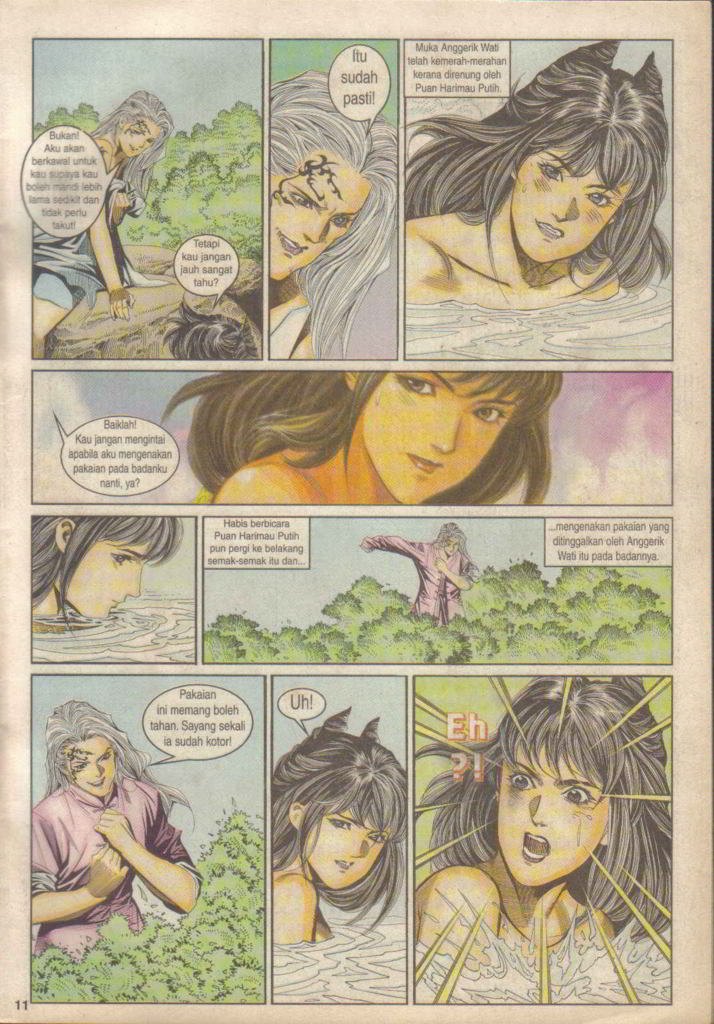 Bukan!
Aku akan
berkawal untuk
kau supaya kau
boleh mandi lebih
lama sedikit dan
tidak perlu
takut!
Tetapi
kau jangan
jauh sangat
tahu?
Itu
sudah
pasti!
Muka Anggerik Wati
telah kemerah-merahan
kerana direnung oleh
Puan Harimau Putih.
Baiklah!
Kau jangan mengintai
apabila aku mengenakan
pakaian pada badanku
nanti, ya?
Habis berbicara
Puan Harimau Putih
pun pergi ke belakang
semak-semak itu dan...
...mengenakan pakaian yang
ditinggalkan oleh Anggerik
Wati itu pada badannya.
Pakaian
ini memang boleh
tahan. Sayang sekali
ia sudah kotor!
Uh!
Eh
?!
11